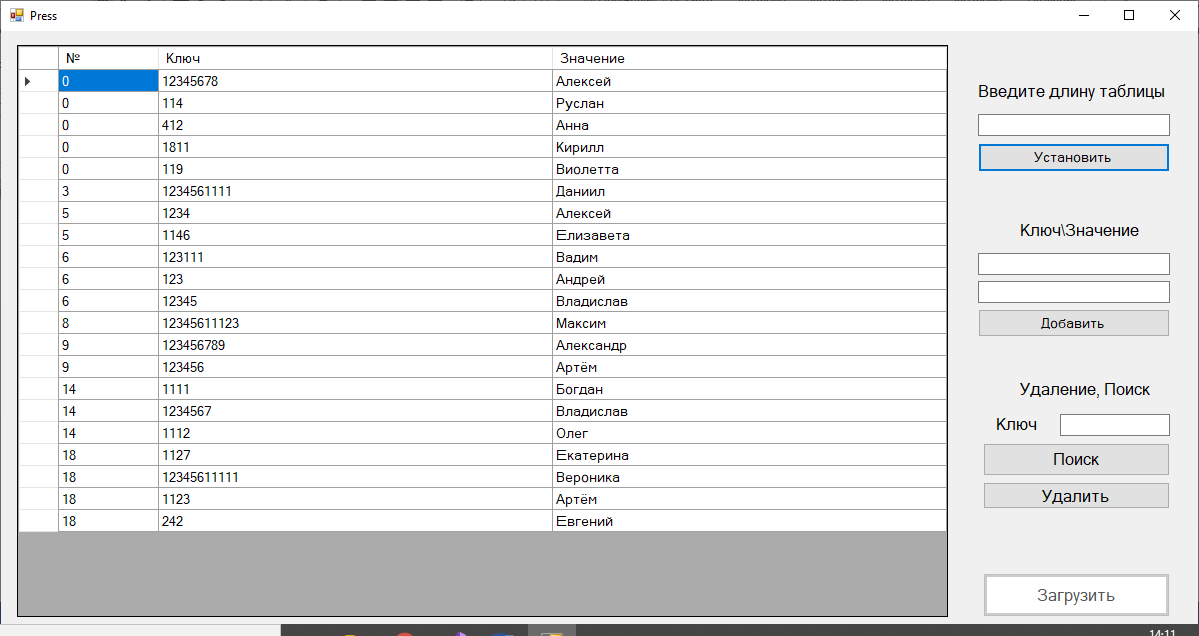 Press
№ Ключ Значение
0 12345678 Алексей
0 114 Руслан
0 412 Анна
0 1811 Кирилл
0 119 Виолетта
3 1234561111 Даниил
5 1234 Алексей
5 1146 Елизавета
6 123111 Вадим
6 123 Андрей
6 12345 Владислав
8 12345611123 Максим
9 123456789 Александр
9 123456 Артём
14 1111 Богдан
14 1234567 Владислав
14 1112 Олег
18 1127 Екатерина
18 12345611111 Вероника
18 1123 Артём
18 242 Евгений
Введите длину таблицы
Установить
Ключ\Значение
Добавить
Удаление, Поиск
Ключ
Поиск
Удалить
Загрузить
14:11